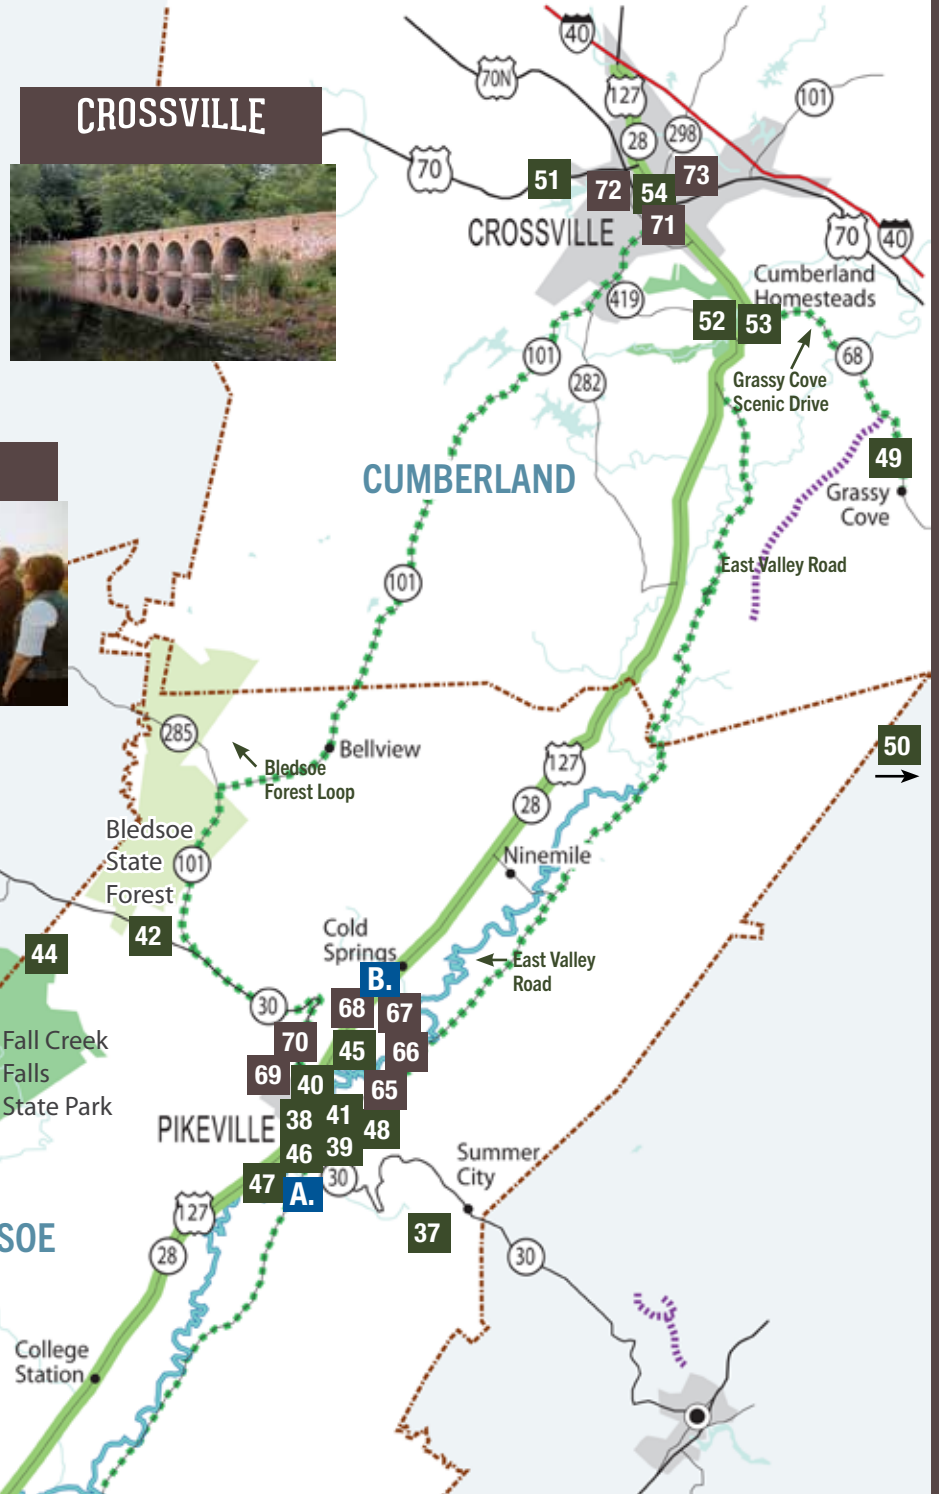 40
70N
127
101
CROSSVILLE
28
298
70
51
72
54
73
71
CROSSVILLE
70
40
Cumberland
Homesteads
419
52
53
101
68
282
Grassy Cove
Scenic Drive
49
CUMBERLAND
Grassy
Cove
East Valley Road
101
285
Bellview
127
50
Bledsoe
Forest Loop
28
Bledsoe
State
Forest
101
Ninemile
42
44
Cold
Springs
B.
East Valley
Road
30
68
67
Fall Creek
Falls
State Park
70
45
66
69
40
65
38
41
48
PIKEVILLE
46
39
47
A.
30
Summer
City
127
37
SOE
28
30
College
Station